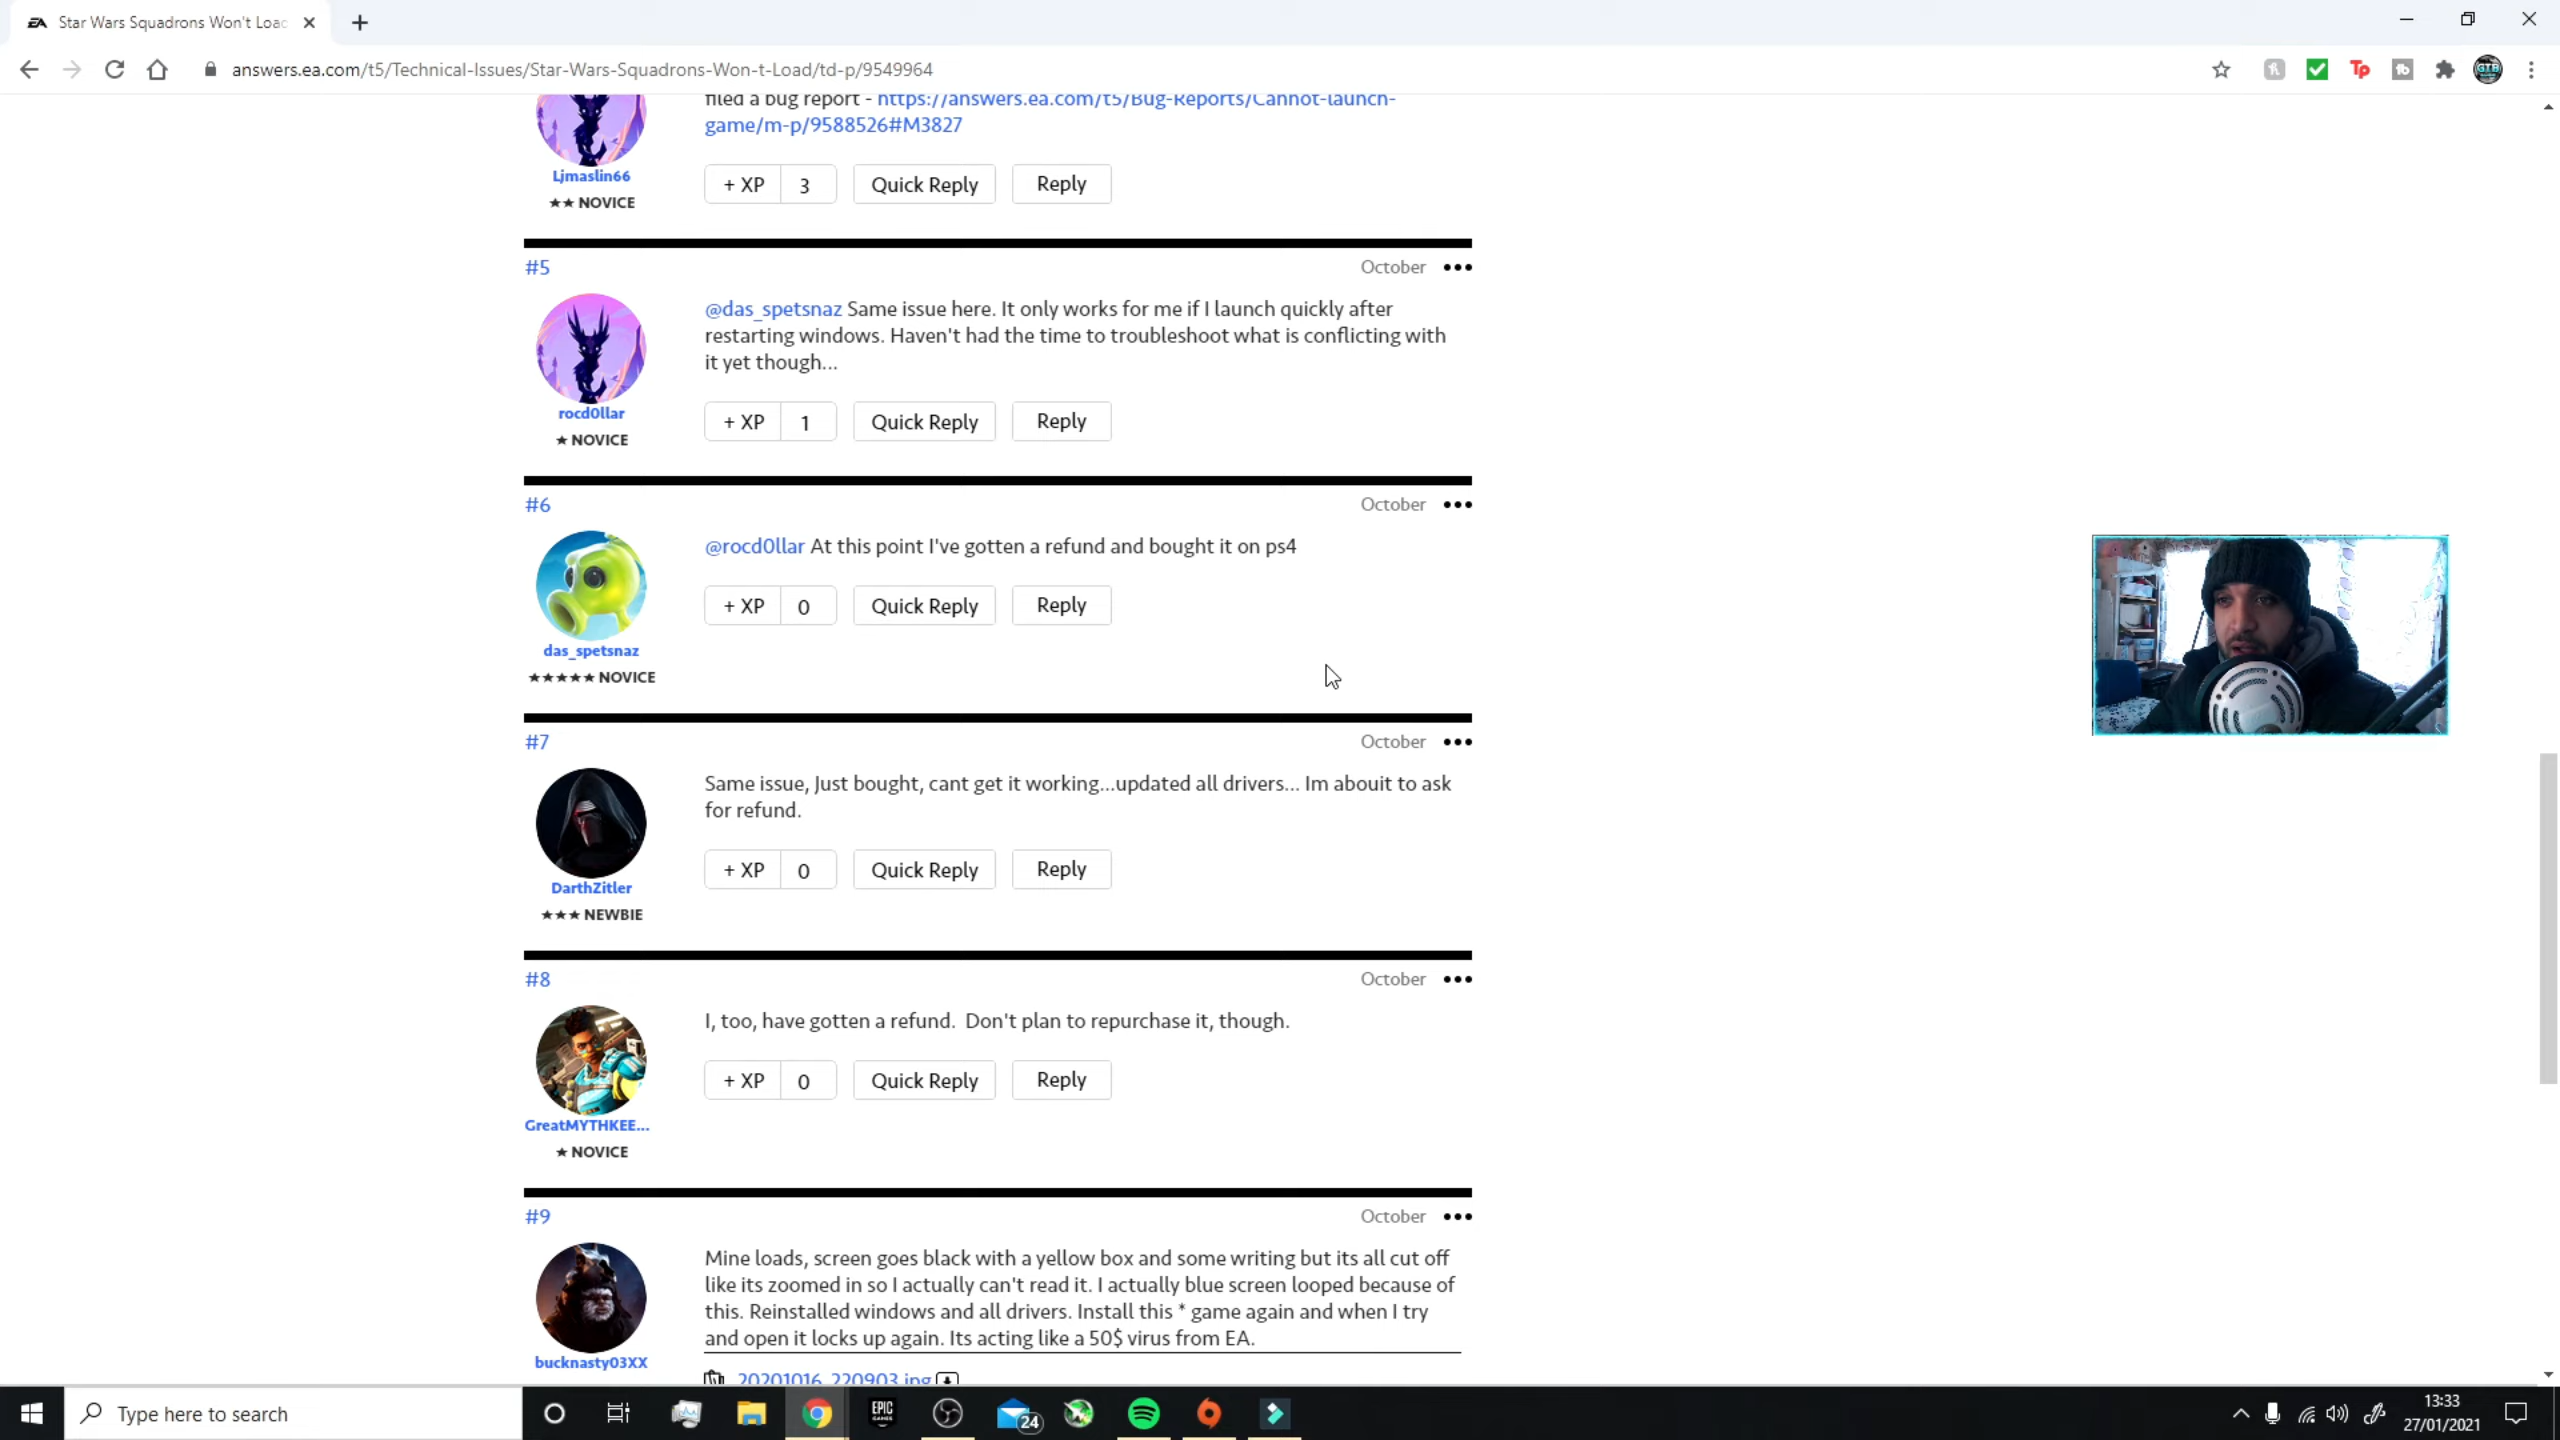 EA Star Wars Squadrons Won't Load
answers.ea.com/t5/Technical-Issues/Star-Wars-Squadrons-Won-t-Load/td-p/9549964
Tp
GTB
filed a bug report - https://answers.ea.com/t5/Bug-Reports/Cannot-launch-
game/m-p/9588526#M3827
Ljmaslin66
★★ NOVICE
+ XP 3 Quick Reply Reply
#5 October
@das_spetsnaz Same issue here. It only works for me if I launch quickly after
restarting windows. Haven't had the time to troubleshoot what is conflicting with
it yet though...
rocd0llar
★ NOVICE
+ XP 1 Quick Reply Reply
#6 October
@rocd0llar At this point I've gotten a refund and bought it on ps4
+ XP 0 Quick Reply Reply
das_spetsnaz
★★★★★ NOVICE
#7 October
Same issue, Just bought, cant get it working...updated all drivers... Im abouit to ask
for refund.
+ XP 0 Quick Reply Reply
DarthZitler
★★★ NEWBIE
#8 October
I, too, have gotten a refund.  Don't plan to repurchase it, though.
+ XP 0 Quick Reply Reply
GreatMYTHKEE...
★ NOVICE
#9 October
Mine loads, screen goes black with a yellow box and some writing but its all cut off
like its zoomed in so I actually can't read it. I actually blue screen looped because of
this. Reinstalled windows and all drivers. Install this * game again and when I try
and open it locks up again. Its acting like a 50$ virus from EA.
bucknasty03XX
20201016_220903.jpg
Type here to search
EPIC GAMES
24
13:33
27/01/2021